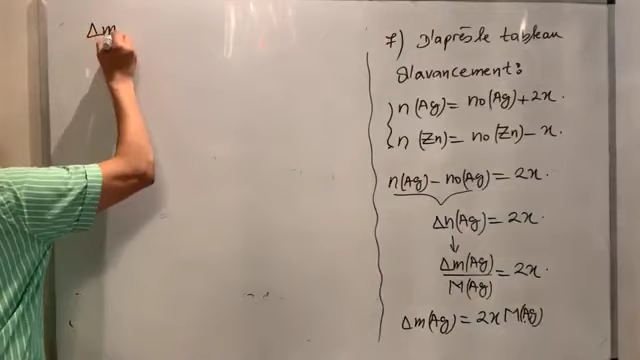 Δm
7) D'après le tableau
d'avancement:
n(Ag) = n0(Ag)+2x.
n(Zn) = n0(Zn) - x.
n(Ag) - n0(Ag) = 2x.
Δn(Ag) = 2x.
↓
Δm(Ag)/M(Ag) = 2x.
Δm(Ag) = 2x M(Ag)